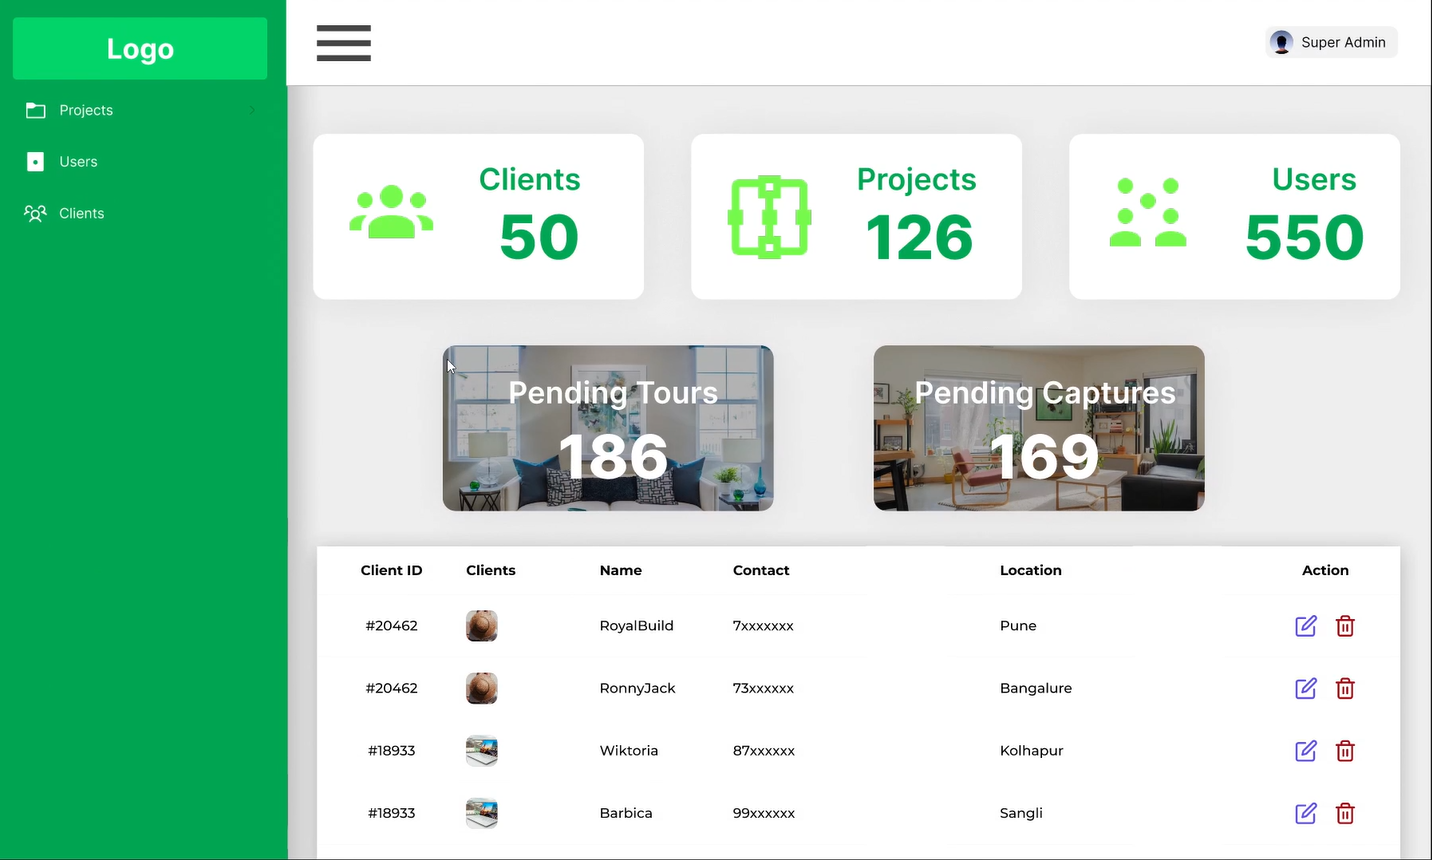 Logo
Super Admin
Projects
Users
Clients
Clients
50
Projects
126
Users
550
Pending Tours
186
Pending Captures
169
Client ID Clients Name Contact Location Action
#20462 RoyalBuild 7xxxxxxx Pune
#20462 RonnyJack 73xxxxxx Bangalure
#18933 Wiktoria 87xxxxxx Kolhapur
#18933 Barbica 99xxxxxx Sangli